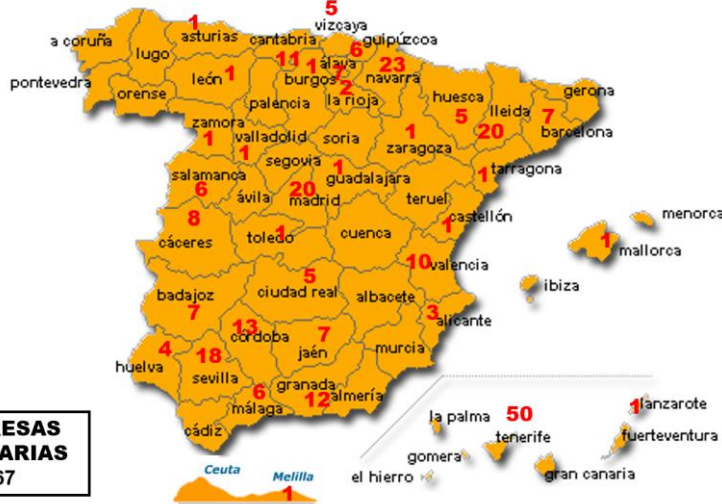 5
vizcaya
1
asturias cantabria guipúzcoa
a coruña lugo 11 1 álava 6
león 1 burgos 7 navarra 23
pontevedra orense palencia 2 la rioja
huesca lleida gerona
zamora valladolid soria 1 5 20 7
1 1 zaragoza barcelona
segovia 1 tarragona
salamanca 20 guadalajara 1
6 ávila madrid teruel
8 castellón menorca
cáceres toledo 1 cuenca 1 1
10 valencia mallorca
5 ibiza
badajoz ciudad real albacete
7 3
13 alicante
4 18 córdoba 7
huelva jaén murcia
sevilla granada
6 12 almería
málaga 50 1 lanzarote
cádiz la palma
RESAS tenerife fuerteventura
ARIAS gomera
67 Ceuta Melilla el hierro gran canaria
1